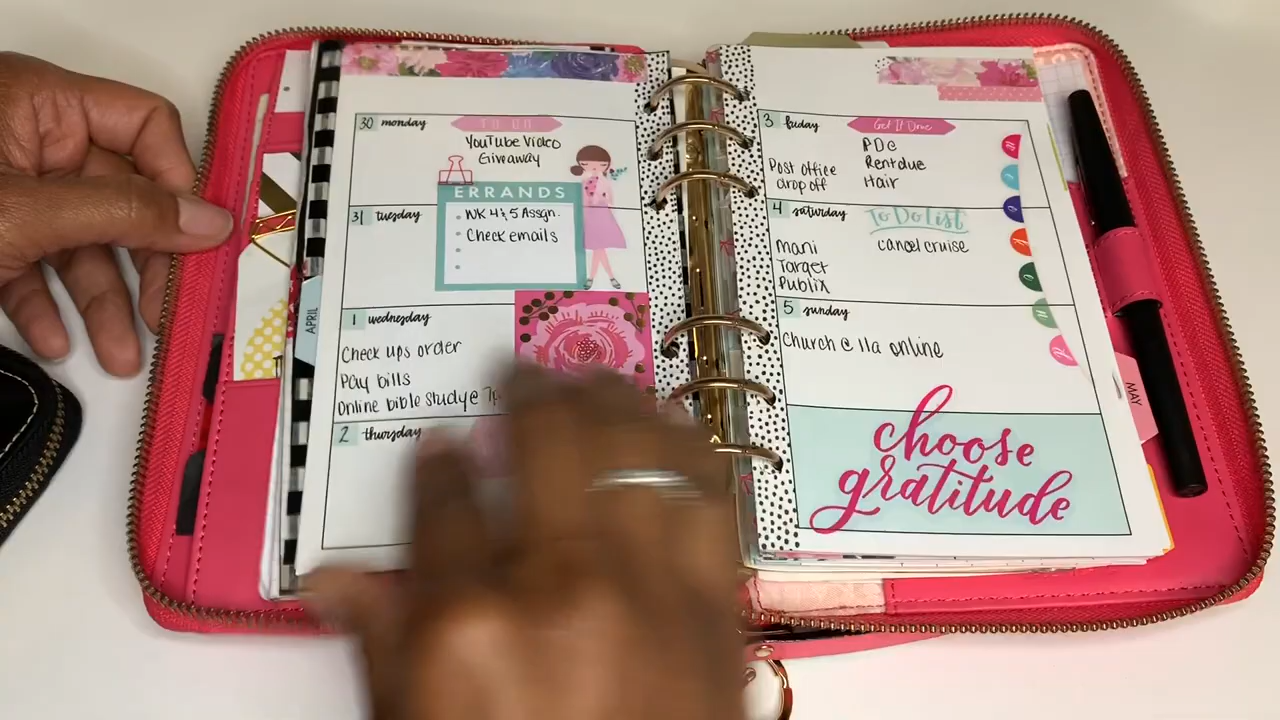 30 monday
TO DO
YouTube Video
Giveaway
ERRANDS
31 tuesday
WK 4 & 5 Assgn.
Check emails
1 wednesday
Check ups order
Pay bills
Online bible study @
2 thursday
APRIL
3 friday
Get It Done
PDC
Rent due
Hair
Post office
drop off
4 saturday
To Do List
cancel cruise
Mani
Target
Publix
5 sunday
Church @ 11a online
choose
gratitude
MAY